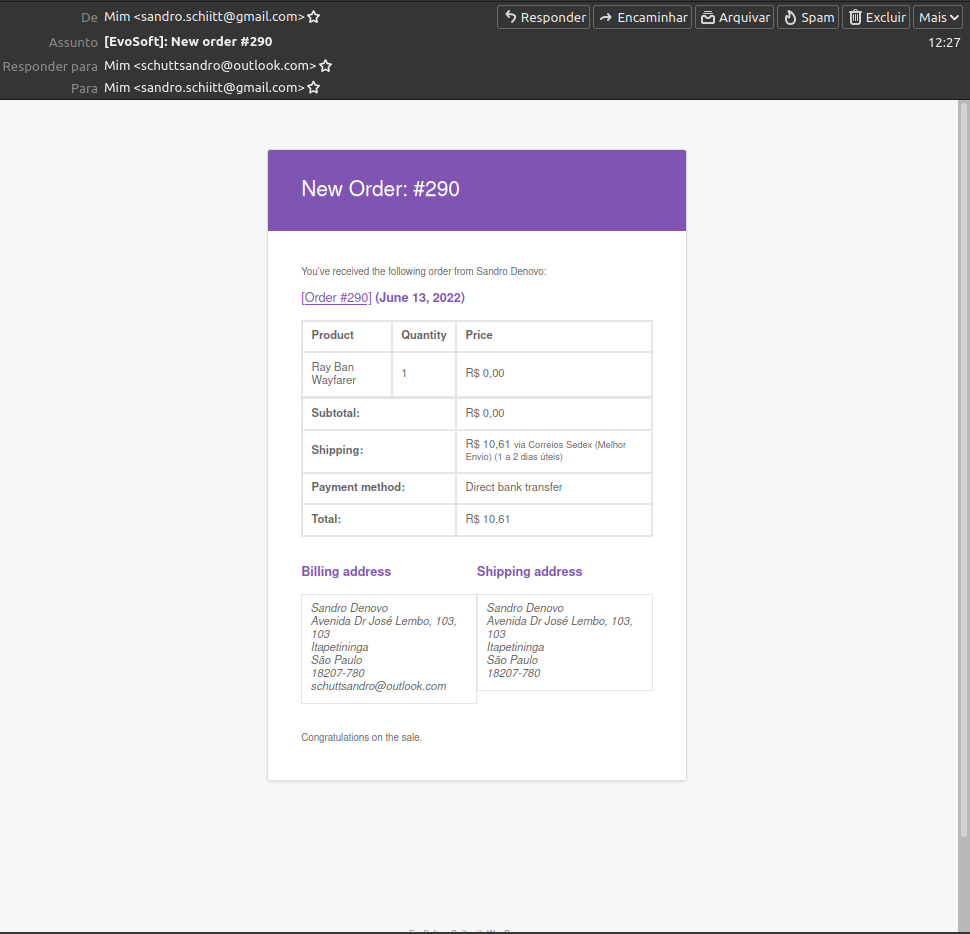 De Mim <sandro.schiitt@gmail.com>
Responder Encaminhar Arquivar Spam Excluir Mais
Assunto [EvoSoft]: New order #290
12:27
Responder para Mim <schuttsandro@outlook.com>
Para Mim <sandro.schiitt@gmail.com>
New Order: #290
You've received the following order from Sandro Denovo:
[Order #290] (June 13, 2022)
Product Quantity Price
Ray Ban
Wayfarer
1
R$ 0,00
Subtotal: R$ 0,00
Shipping:
R$ 10,61 via Correios Sedex (Melhor
Envio) (1 a 2 dias úteis)
Payment method: Direct bank transfer
Total: R$ 10,61
Billing address
Sandro Denovo
Avenida Dr José Lembo, 103,
103
Itapetininga
São Paulo
18207-780
schuttsandro@outlook.com
Shipping address
Sandro Denovo
Avenida Dr José Lembo, 103,
103
Itapetininga
São Paulo
18207-780
Congratulations on the sale.